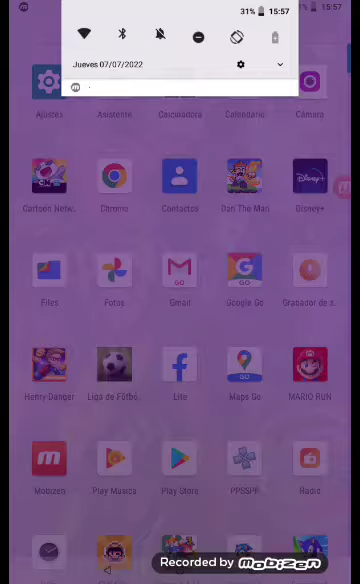 31% 15:57
% 15:57
Jueves 07/07/2022
Ajustes Asistente Calculadora Calendario Cámara
Cartoon Netw.. Chrome Contactos Dan The Man Disney+
Files Fotos Gmail Google Go Grabador de s..
Henry Danger Liga de Fútbo.. Lite Maps Go MARIO RUN
Mobizen Play Música Play Store PPSSPP Radio
Recorded by mobizen